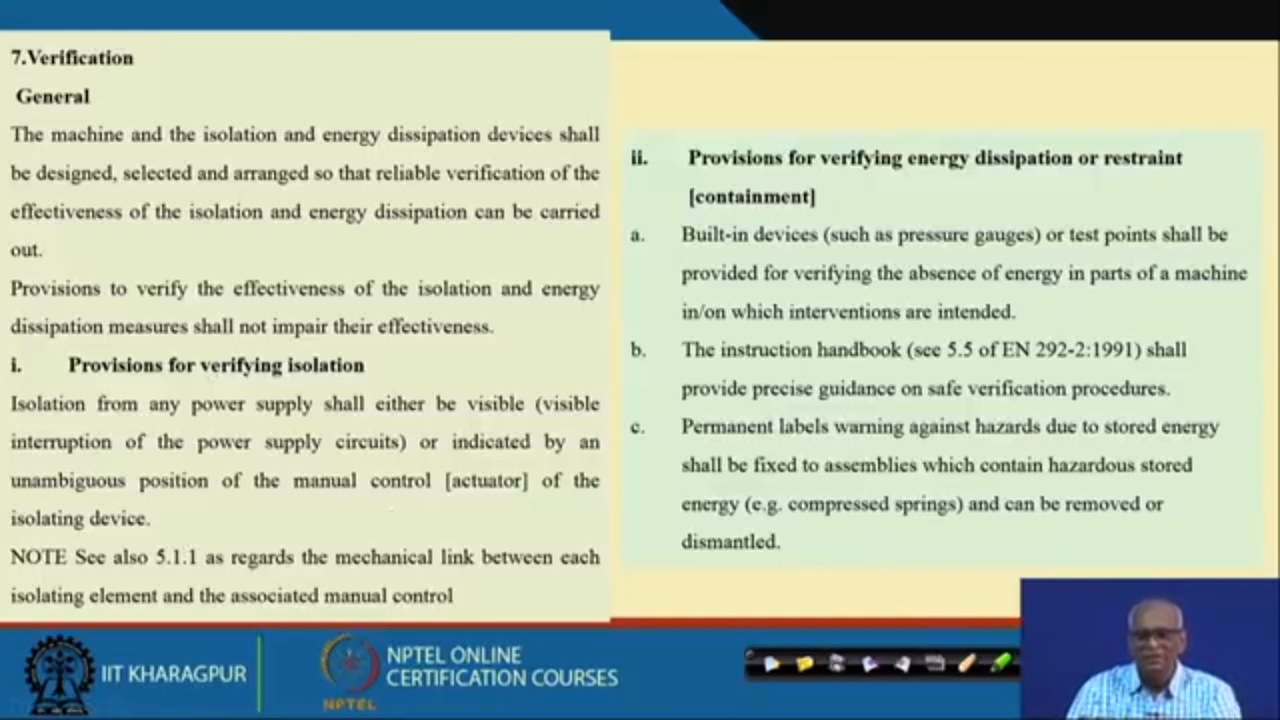 7.Verification
General
The machine and the isolation and energy dissipation devices shall
be designed, selected and arranged so that reliable verification of the
effectiveness of the isolation and energy dissipation can be carried
out.
Provisions to verify the effectiveness of the isolation and energy
dissipation measures shall not impair their effectiveness.
i. Provisions for verifying isolation
Isolation from any power supply shall either be visible (visible
interruption of the power supply circuits) or indicated by an
unambiguous position of the manual control [actuator] of the
isolating device.
NOTE See also 5.1.1 as regards the mechanical link between each
isolating element and the associated manual control
ii. Provisions for verifying energy dissipation or restraint
[containment]
a. Built-in devices (such as pressure gauges) or test points shall be
provided for verifying the absence of energy in parts of a machine
in/on which interventions are intended.
b. The instruction handbook (see 5.5 of EN 292-2:1991) shall
provide precise guidance on safe verification procedures.
c. Permanent labels warning against hazards due to stored energy
shall be fixed to assemblies which contain hazardous stored
energy (e.g. compressed springs) and can be removed or
dismantled.
IIT KHARAGPUR
NPTEL
NPTEL ONLINE
CERTIFICATION COURSES